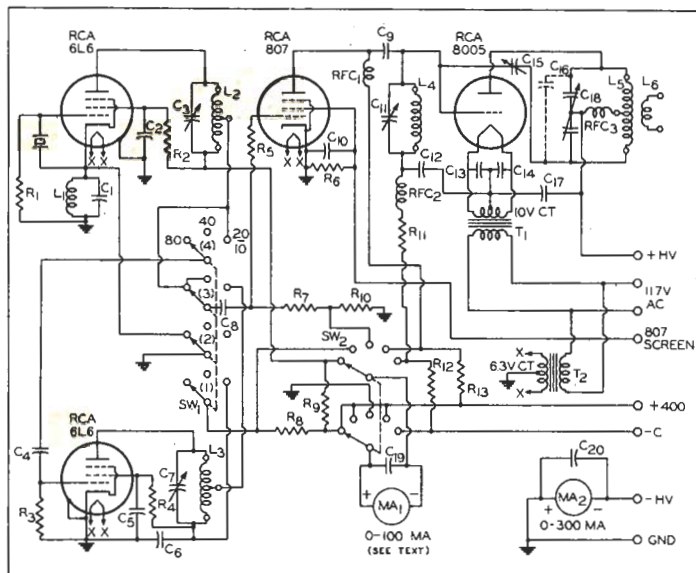 RCA 6L6
RCA 807
RCA 8005
C9
RFC1
C15
C16
L5
L6
C3
L2
C11
L4
C18
RFC3
C2
R2
R5
C10
R6
C12
C13
C14
C17
X X
X X
R1
L1
C1
RFC2
10V CT
T1
R11
+HV
40
80
20
10
(4)
117V
AC
(3)
C8
R7
R10
SW2
807
SCREEN
(2)
X
6.3V CT
T2
X
R12
R13
RCA
6L6
(1)
SW1
R9
R8
+400
-C
C4
C7
L3
C19
C20
R3
X X
C5
R4
C6
+ MA1 -
+ MA2 -
-HV
0-100 MA
(SEE TEXT)
0-300 MA
GND